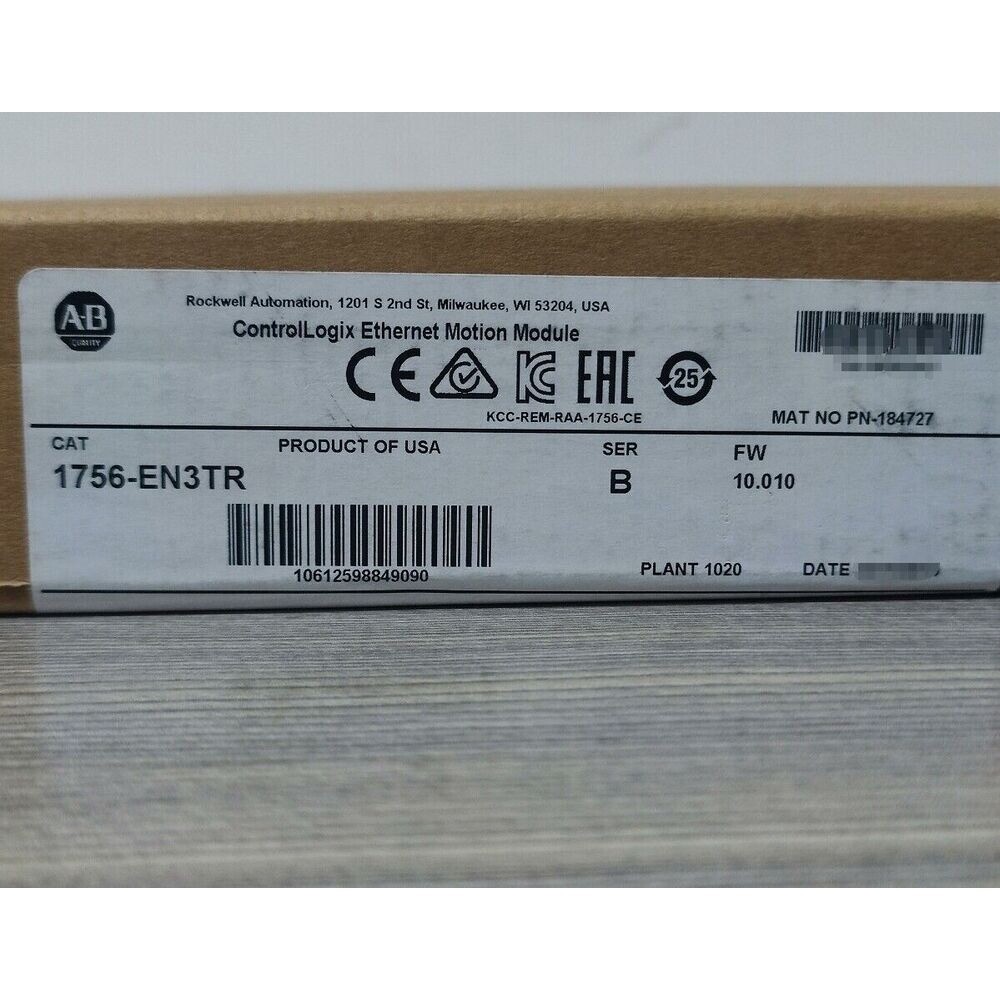 A-B
QUALITY
Rockwell Automation, 1201 S 2nd St, Milwaukee, WI 53204, USA
ControlLogix Ethernet Motion Module
CE
KC
EAC
25
KCC-REM-RAA-1756-CE
MAT NO PN-184727
CAT
PRODUCT OF USA
SER
FW
1756-EN3TR
B
10.010
10612598849090
PLANT 1020
DATE